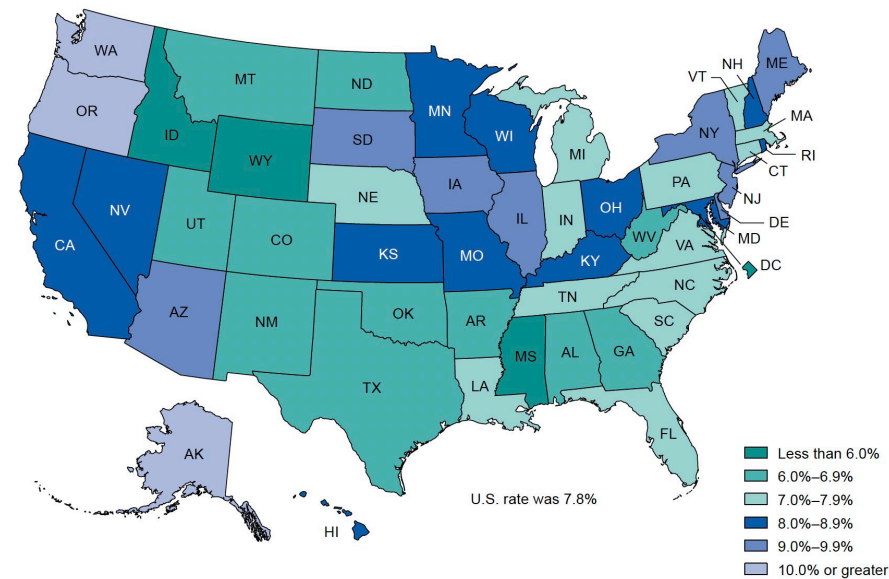 WA
OR
CA
NV
ID
MT
WY
UT
CO
AZ
NM
ND
SD
NE
KS
OK
TX
MN
IA
MO
AR
LA
WI
IL
MI
IN
OH
KY
TN
MS
AL
GA
FL
SC
NC
VA
WV
PA
NY
VT
NH
ME
MA
RI
CT
NJ
DE
MD
DC
AK
HI
U.S. rate was 7.8%
Less than 6.0%
6.0%–6.9%
7.0%–7.9%
8.0%–8.9%
9.0%–9.9%
10.0% or greater